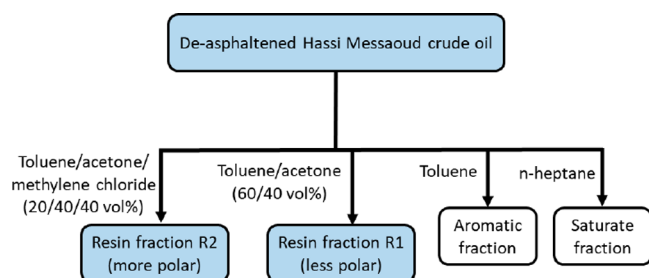 De-asphaltened Hassi Messaoud crude oil
Toluene/acetone/
methylene chloride
(20/40/40 vol%)
Toluene/acetone
(60/40 vol%)
Toluene
n-heptane
Resin fraction R2
(more polar)
Resin fraction R1
(less polar)
Aromatic
fraction
Saturate
fraction